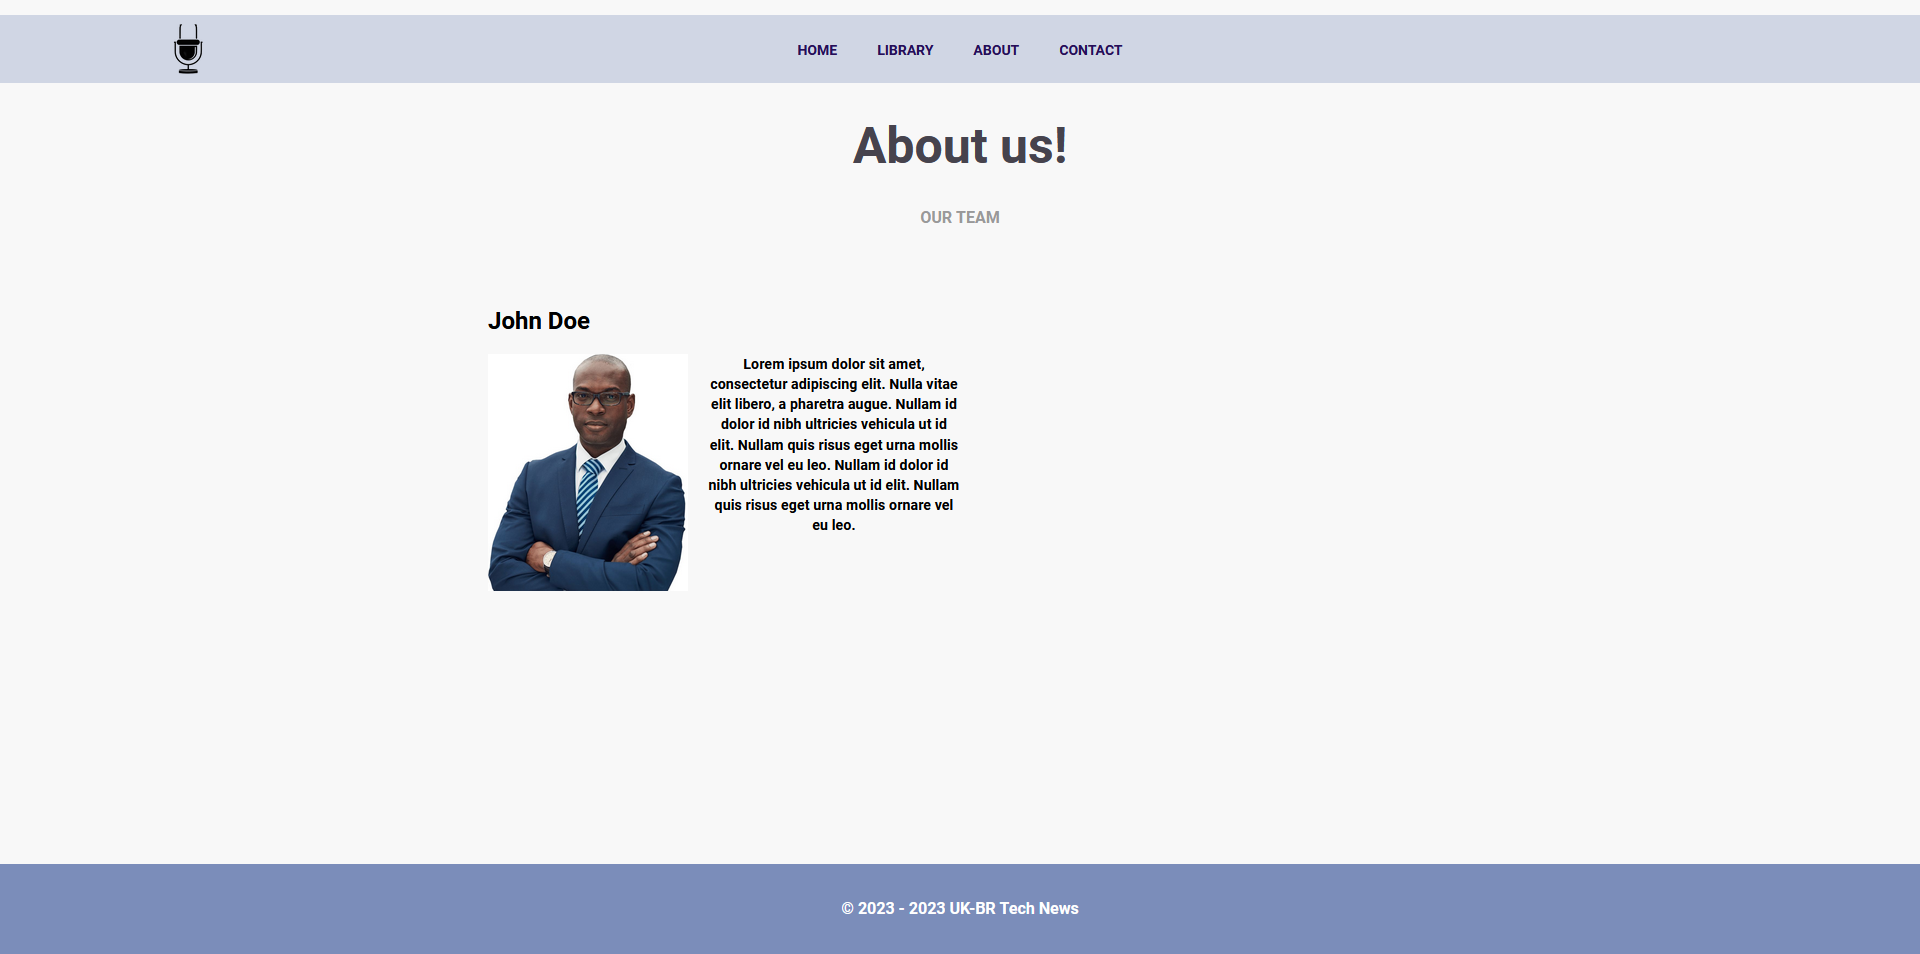 HOME LIBRARY ABOUT CONTACT
About us!
OUR TEAM
John Doe
Lorem ipsum dolor sit amet,
consectetur adipiscing elit. Nulla vitae
elit libero, a pharetra augue. Nullam id
dolor id nibh ultricies vehicula ut id
elit. Nullam quis risus eget urna mollis
ornare vel eu leo. Nullam id dolor id
nibh ultricies vehicula ut id elit. Nullam
quis risus eget urna mollis ornare vel
eu leo.
© 2023 - 2023 UK-BR Tech News